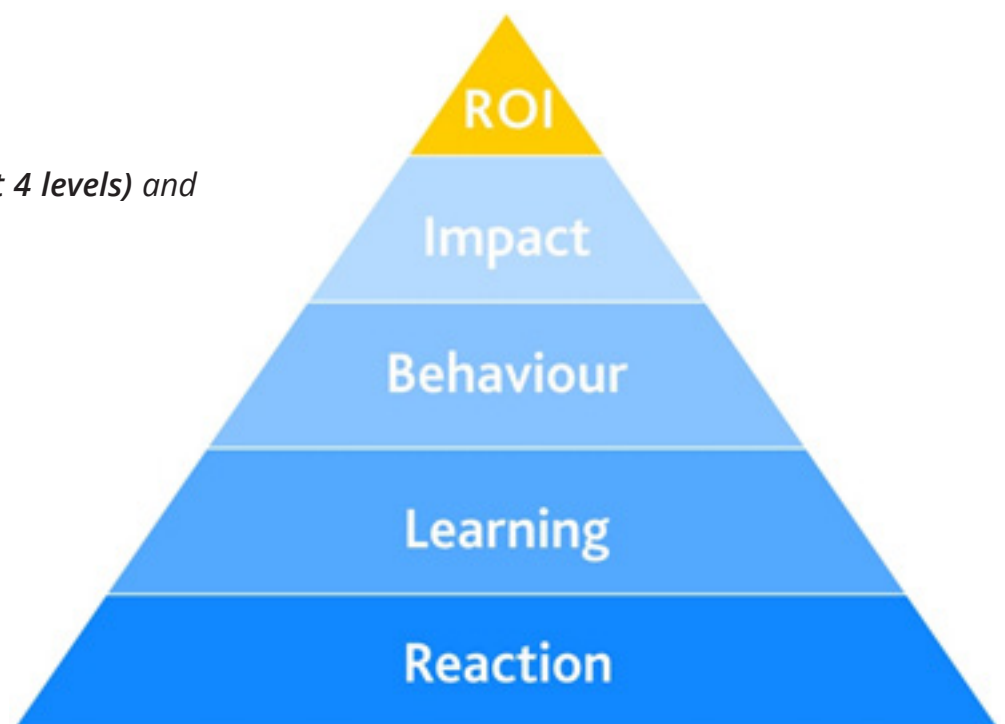 ROI
4 levels) and
Impact
Behaviour
Learning
Reaction